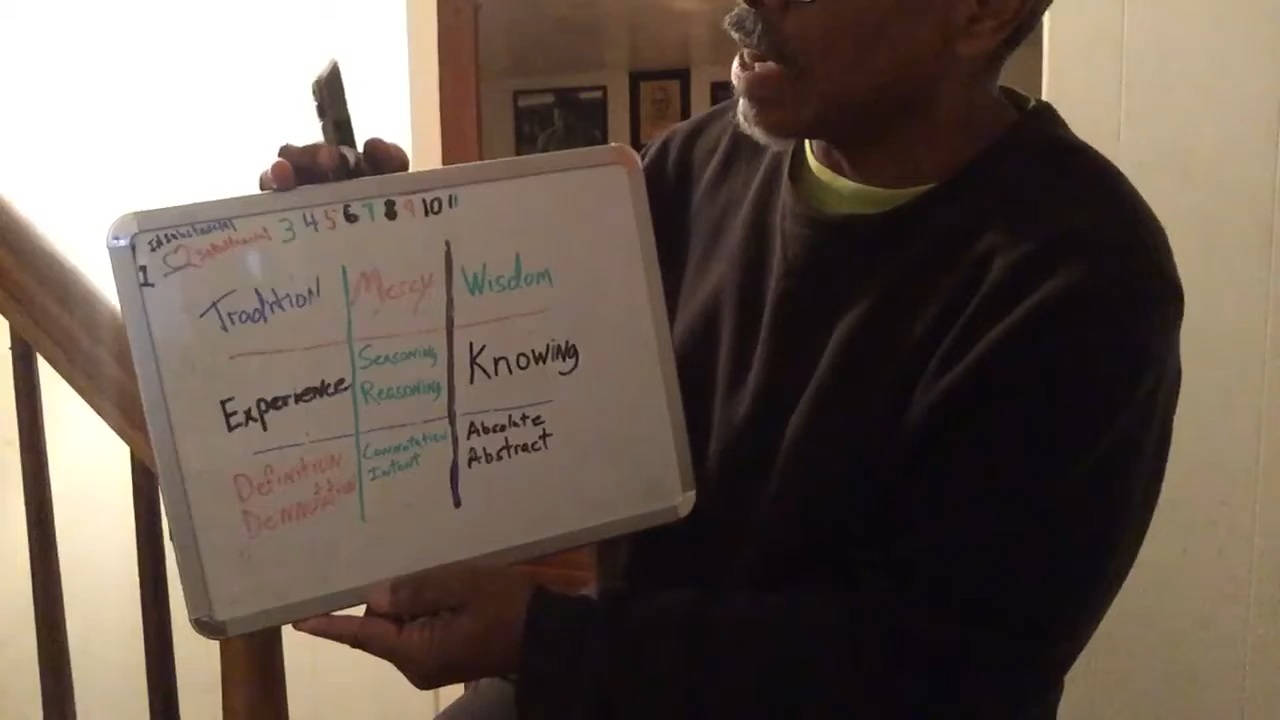 3 4 5 6 7 8 9 10 11
1
Tradition Mercy Wisdom
Seasoning
Experience Reasoning Knowing
Absolute
Definition Connotation Abstract
Intent